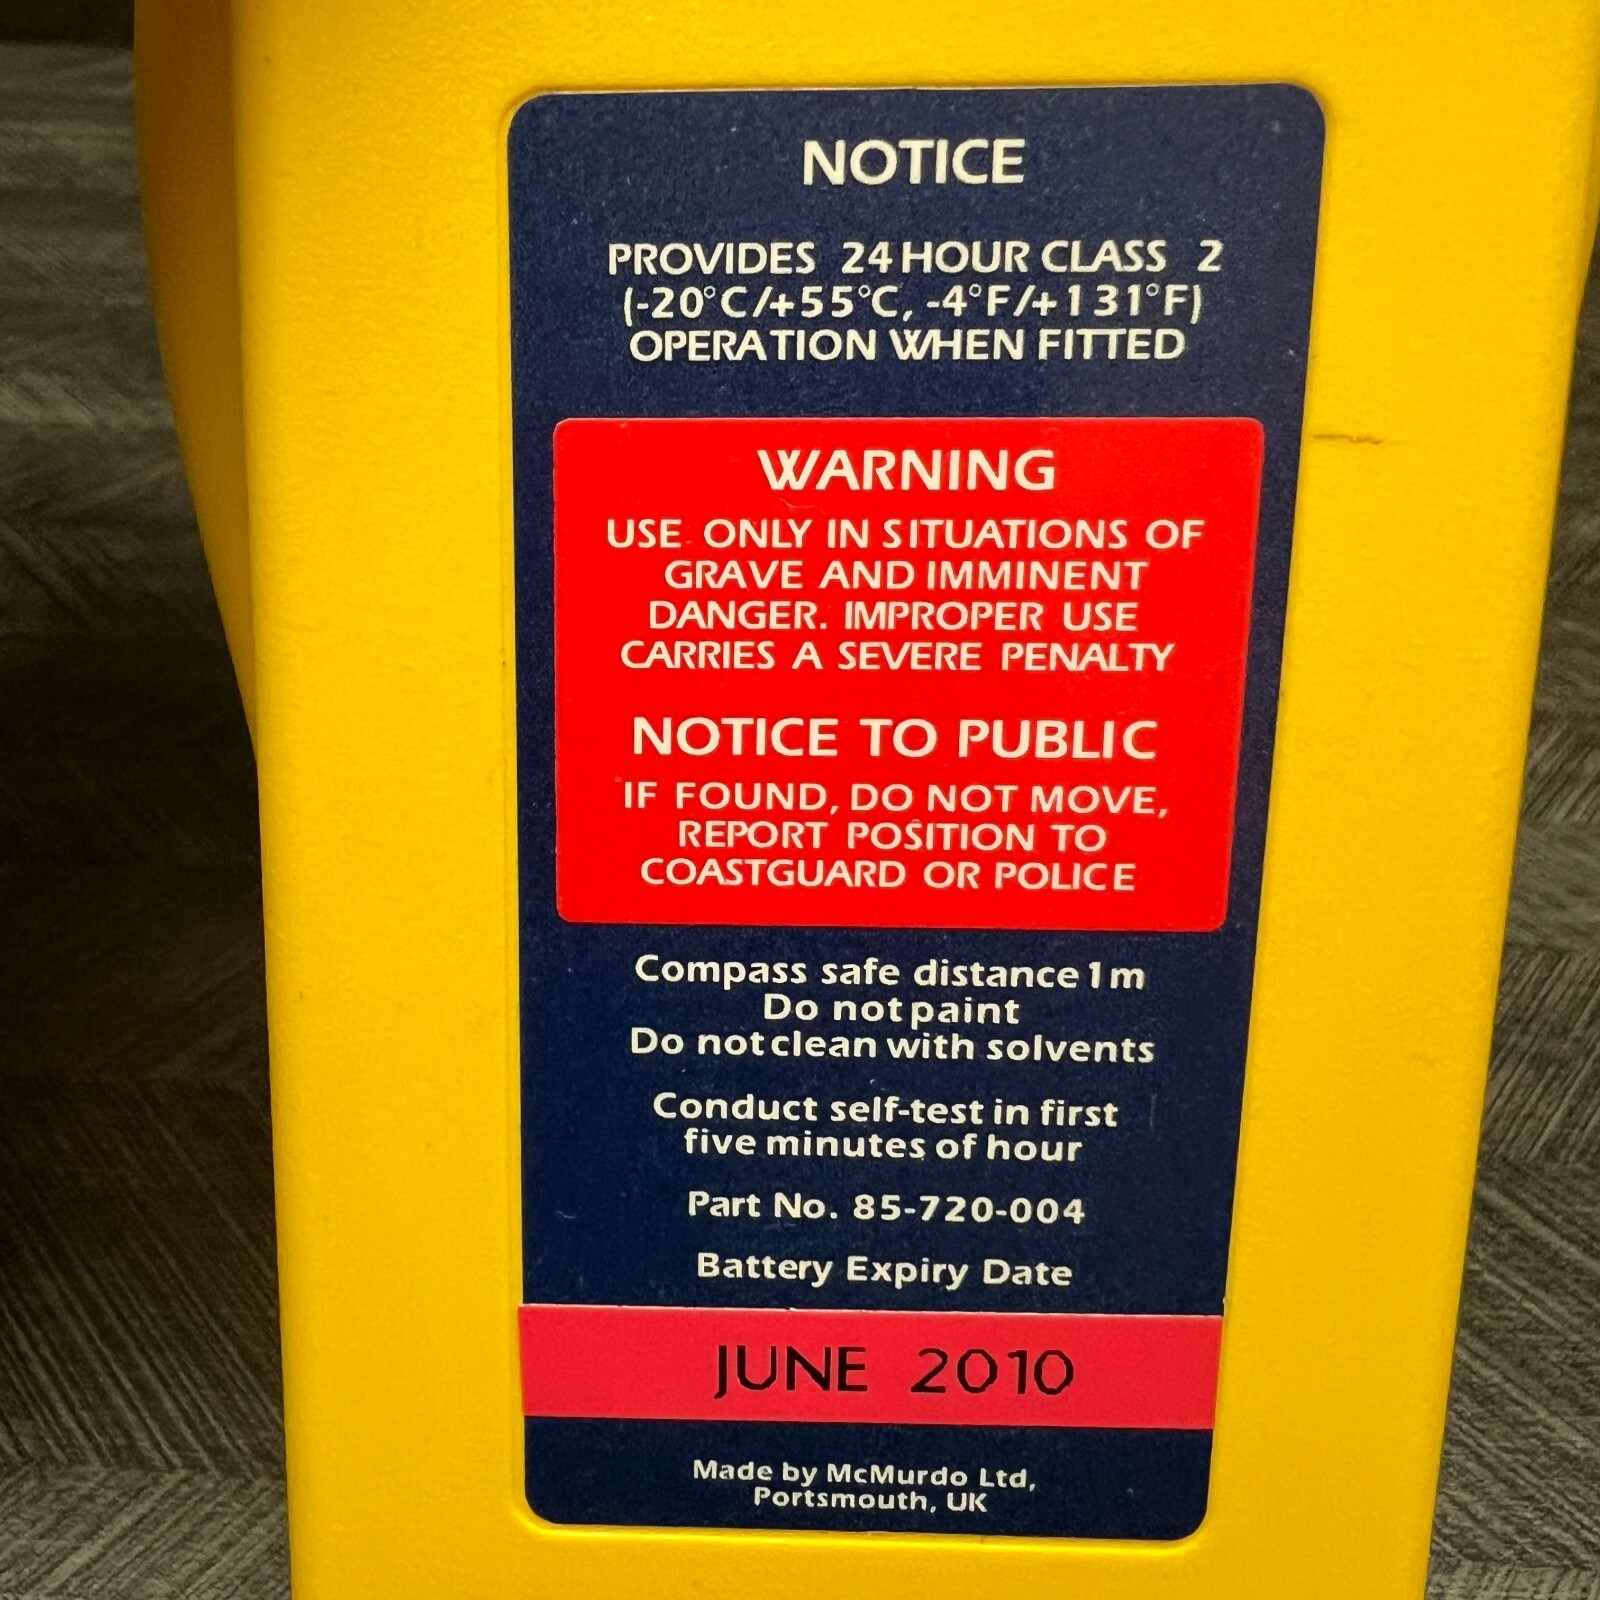 NOTICE
PROVIDES 24 HOUR CLASS 2
(-20°C/+55°C, -4°F/+131°F)
OPERATION WHEN FITTED
WARNING
USE ONLY IN SITUATIONS OF
GRAVE AND IMMINENT
DANGER. IMPROPER USE
CARRIES A SEVERE PENALTY
NOTICE TO PUBLIC
IF FOUND, DO NOT MOVE,
REPORT POSITION TO
COASTGUARD OR POLICE
Compass safe distance 1m
Do not paint
Do not clean with solvents
Conduct self-test in first
five minutes of hour
Part No. 85-720-004
Battery Expiry Date
JUNE 2010
Made by McMurdo Ltd,
Portsmouth, UK